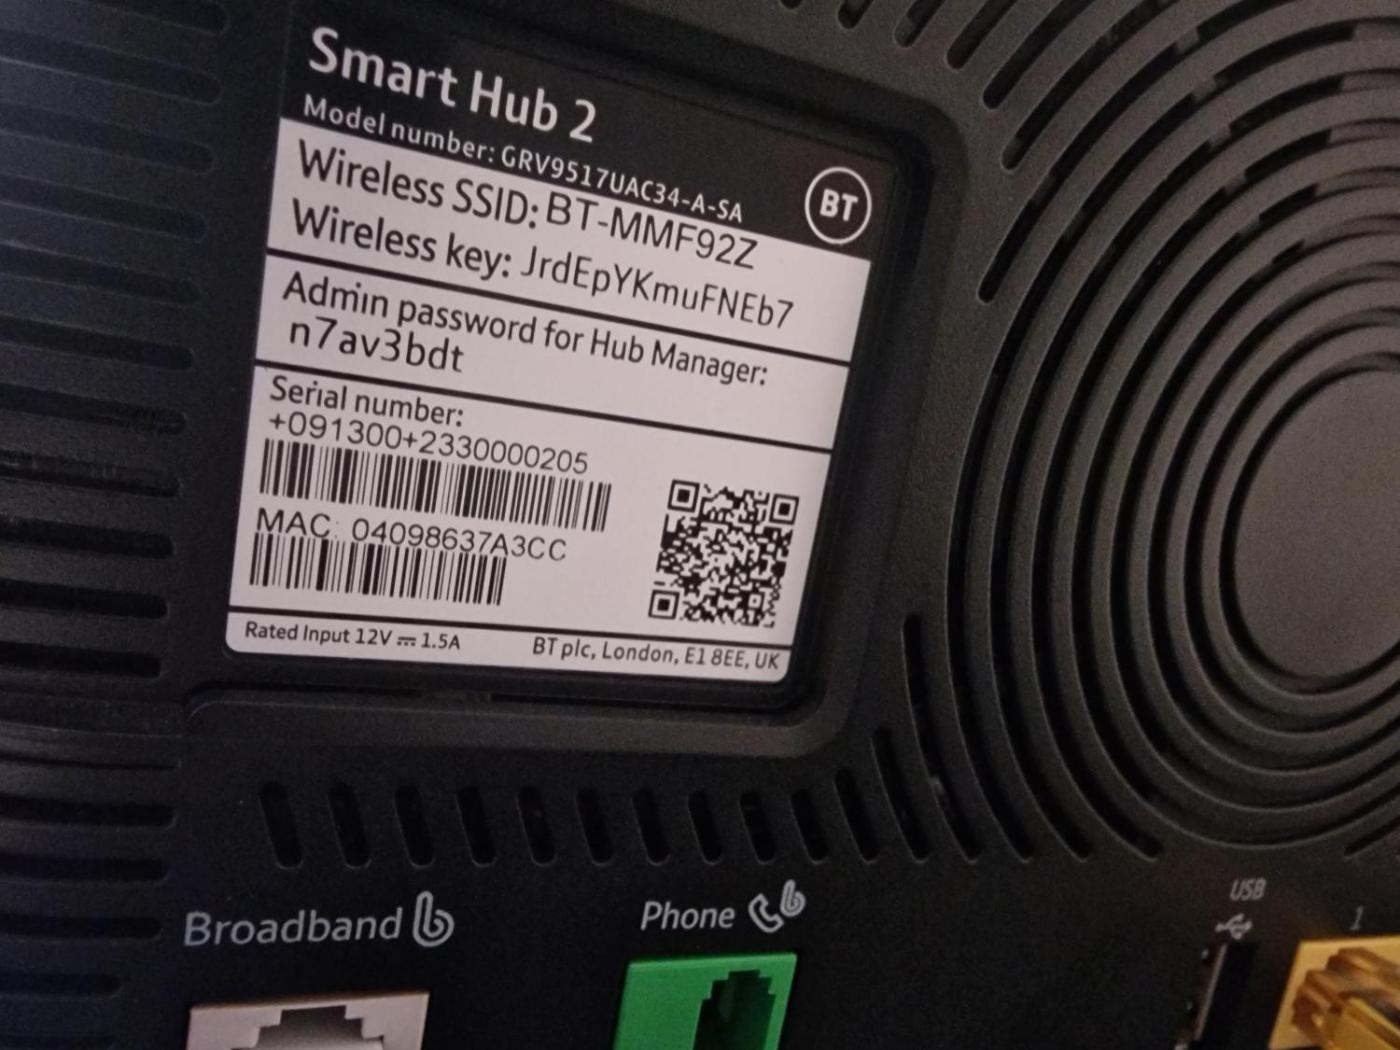 Smart Hub 2
Model number: GRV9517UAC34-A-SA
BT
Wireless SSID: BT-MMF92Z
Wireless key: JrdEpYKmuFNEb7
Admin password for Hub Manager:
n7av3bdt
Serial number:
+091300+2330000205
MAC: 04098637A3CC
Rated Input 12V ⎓ 1.5A
BT plc, London, E1 8EE, UK
Broadband
Phone
USB
1